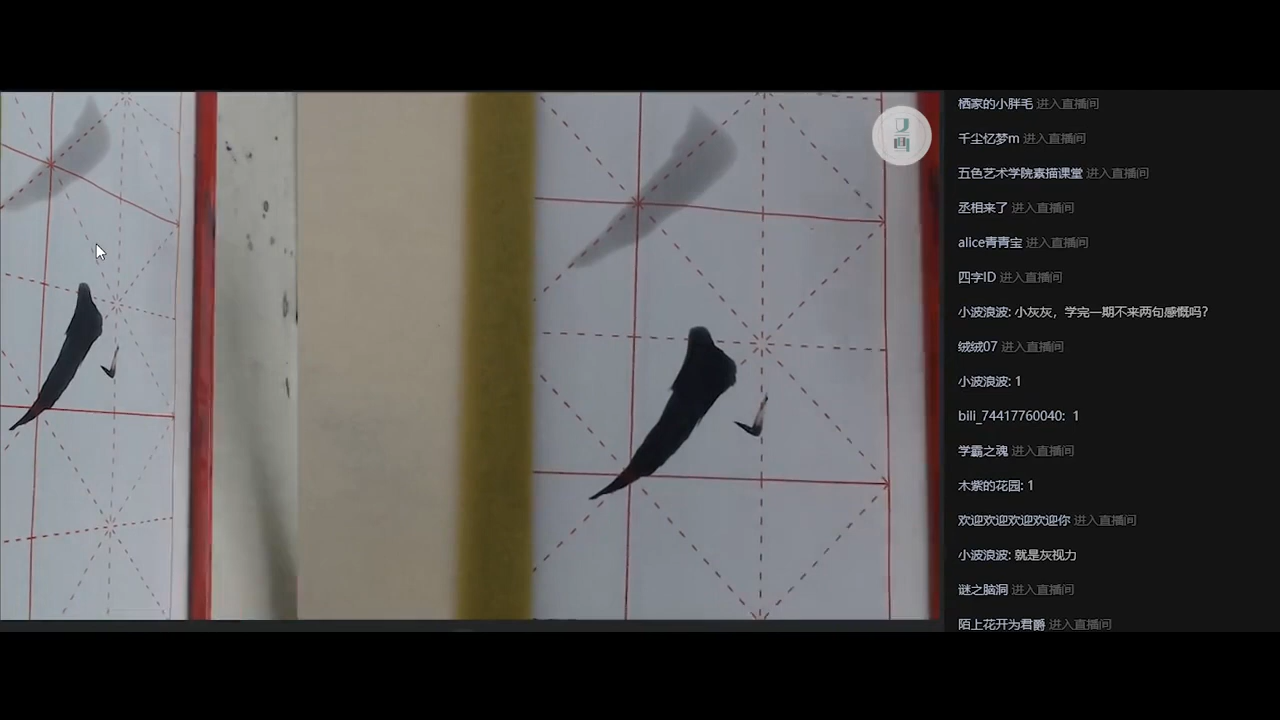 栖家的小胖毛 进入直播间
千尘忆梦m 进入直播间
五色艺术学院素描课堂 进入直播间
丞相来了 进入直播间
alice青青宝 进入直播间
四字ID 进入直播间
小波浪波: 小灰灰，学完一期不来两句感慨吗?
绒绒07 进入直播间
小波浪波: 1
bili_74417760040: 1
学霸之魂 进入直播间
木紫的花园: 1
欢迎欢迎欢迎欢迎你 进入直播间
小波浪波: 就是灰视力
谜之脑洞 进入直播间
陌上花开为君爵 进入直播间